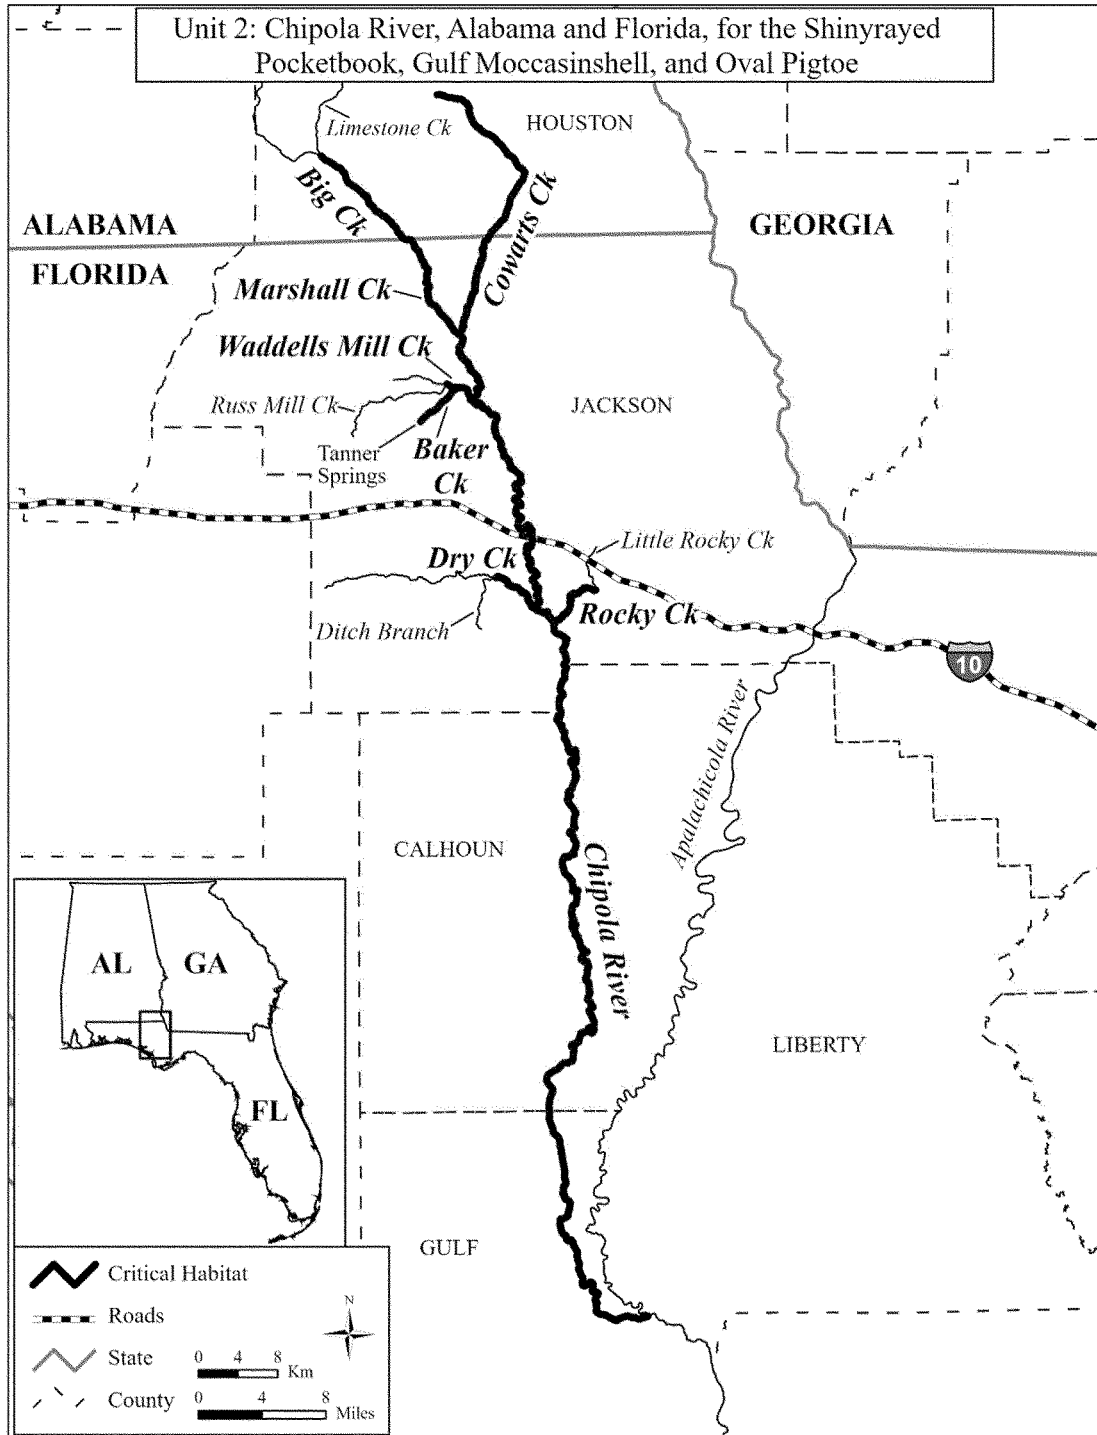 Unit 2: Chipola River, Alabama and Florida, for the Shinyrayed
Pocketbook, Gulf Moccasinshell, and Oval Pigtoe
Limestone Ck
HOUSTON
Big Ck
Cowarts Ck
ALABAMA
GEORGIA
FLORIDA
Marshall Ck
Waddells Mill Ck
Russ Mill Ck
JACKSON
Tanner
Springs
Baker
Ck
Little Rocky Ck
Dry Ck
Rocky Ck
Ditch Branch
10
Apalachicola River
CALHOUN
Chipola River
AL
GA
LIBERTY
FL
GULF
Critical Habitat
Roads
N
State
0 4 8
Km
County
0 4 8
Miles